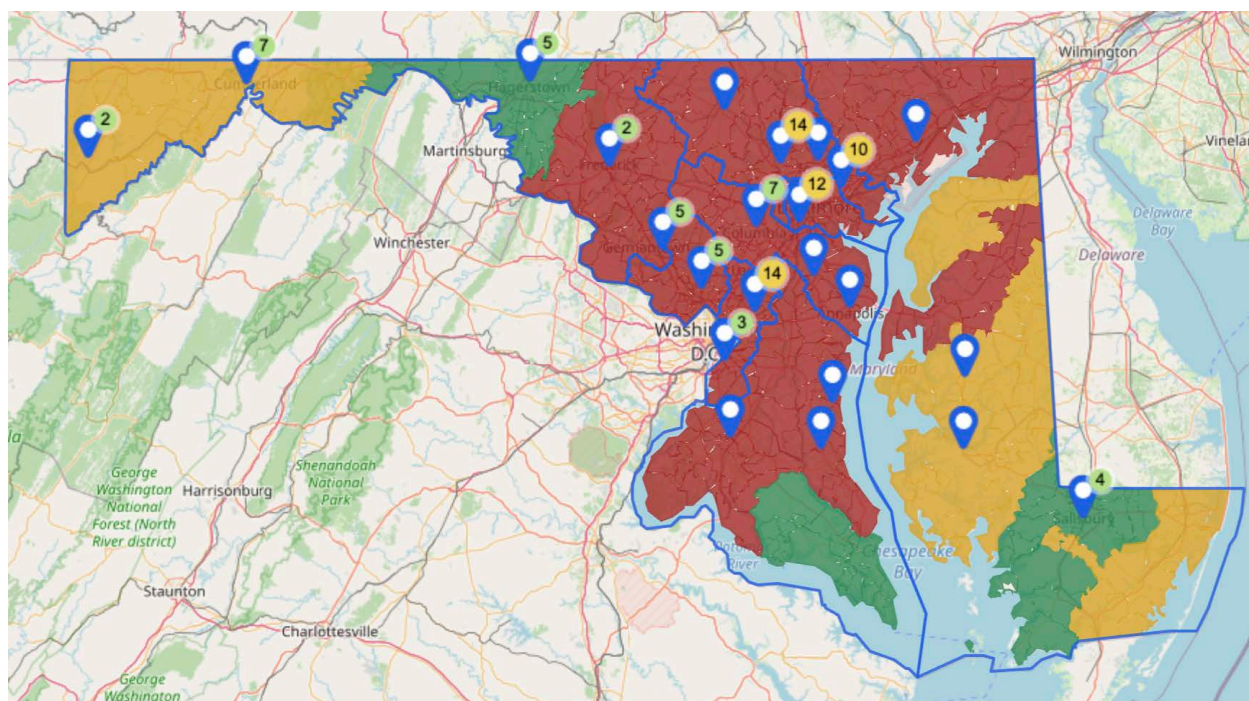 7
5
Wilmington
Cumberland
Hagerstown
2
2
14
Vinelan
Martinsburg
10
Frederick
12
7
Delaware
Bay
5
Winchester
Columbia
Germantown
5
Delaware
14
Annapolis
3
Washin
D.C.
Maryland
George
Washington
National
Forest (North
River district)
Shenandoah
National
Park
Harrisonburg
4
Salisbury
Potomac
River
Chesapeake
Bay
Staunton
Charlottesville
George
Washington